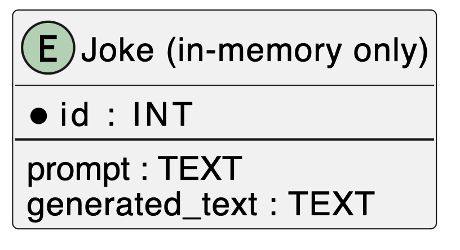 E Joke (in-memory only)
● id : INT
prompt : TEXT
generated_text : TEXT